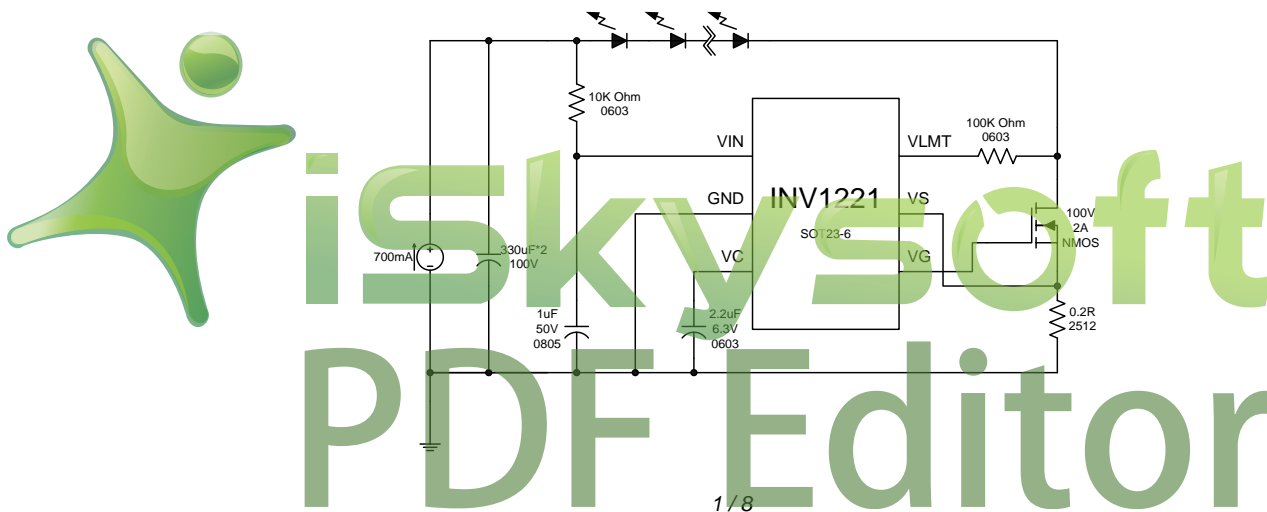 10K Ohm
0603
VIN
VLMT
100K Ohm
0603
GND
INV1221
SOT23-6
VS
VC
VG
100V
2A
NMOS
700mA
330uF*2
100V
1uF
50V
0805
2.2uF
6.3V
0603
0.2R
2512
iSkysoft
PDF Editor
1 / 8